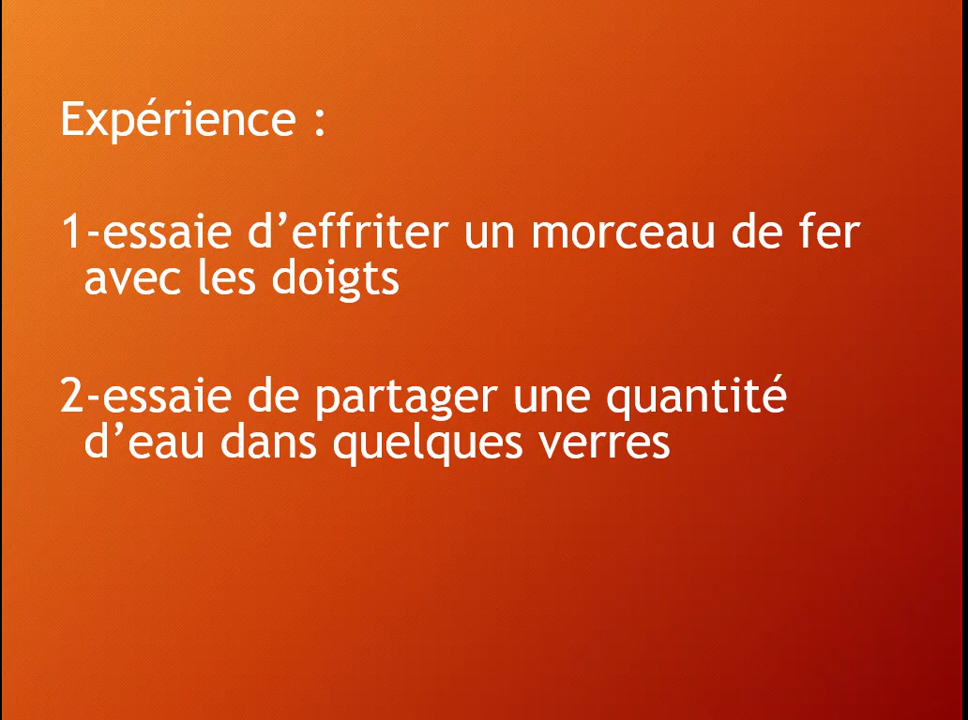 Expérience :
1-essaie d’effriter un morceau de fer
avec les doigts
2-essaie de partager une quantité
d’eau dans quelques verres